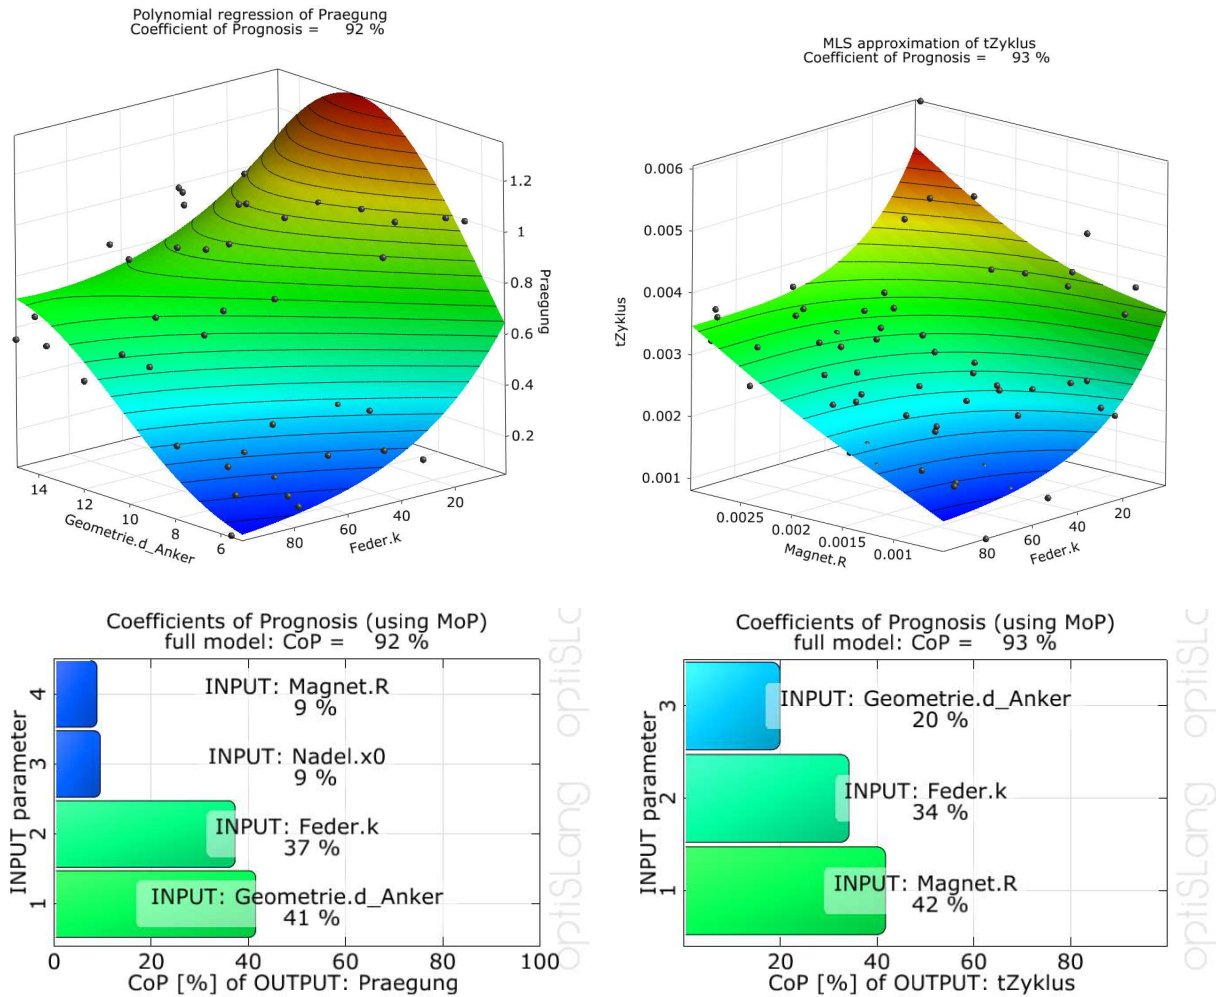 Polynomial regression of Praegung
Coefficient of Prognosis = 92 %
1.2
1
0.8
0.6
0.4
0.2
Praegung
14
12
10
8
6
Geometrie.d_Anker
80
60
40
20
Feder.k
MLS approximation of tZyklus
Coefficient of Prognosis = 93 %
0.006
0.005
0.004
0.003
0.002
0.001
tZyklus
0.0025
0.002
0.0015
0.001
Magnet.R
80
60
40
20
Feder.k
Coefficients of Prognosis (using MoP)
full model: CoP = 92 %
INPUT parameter
4
INPUT: Magnet.R
9 %
3
INPUT: Nadel.x0
9 %
2
INPUT: Feder.k
37 %
1
INPUT: Geometrie.d_Anker
41 %
0 20 40 60 80 100
CoP [%] of OUTPUT: Praegung
optiSLang optiSLc
Coefficients of Prognosis (using MoP)
full model: CoP = 93 %
INPUT parameter
3
INPUT: Geometrie.d_Anker
20 %
2
INPUT: Feder.k
34 %
1
INPUT: Magnet.R
42 %
20 40 60 80
CoP [%] of OUTPUT: tZyklus
optiSLang optiSLc